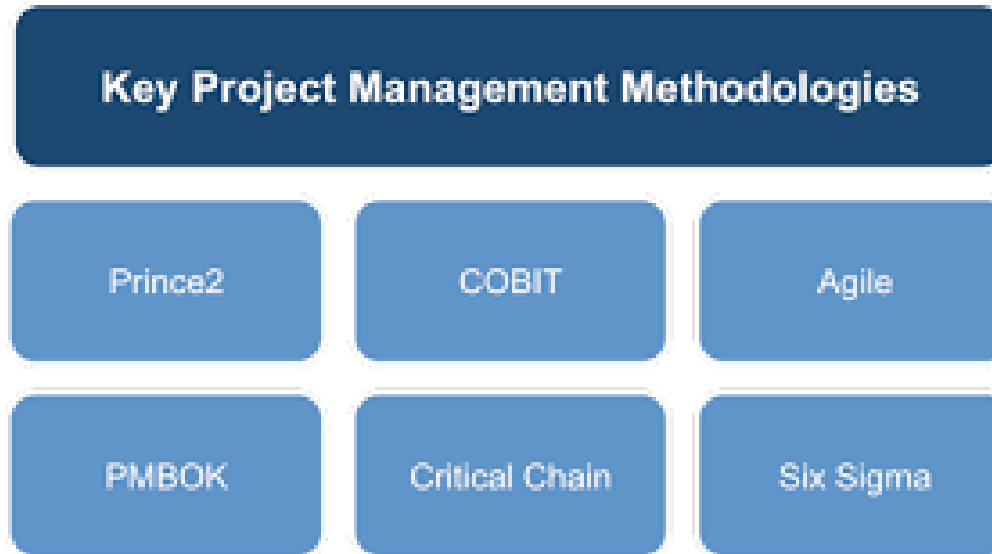 Key Project Management Methodologies
Prince2
COBIT
Agile
PMBOK
Critical Chain
Six Sigma